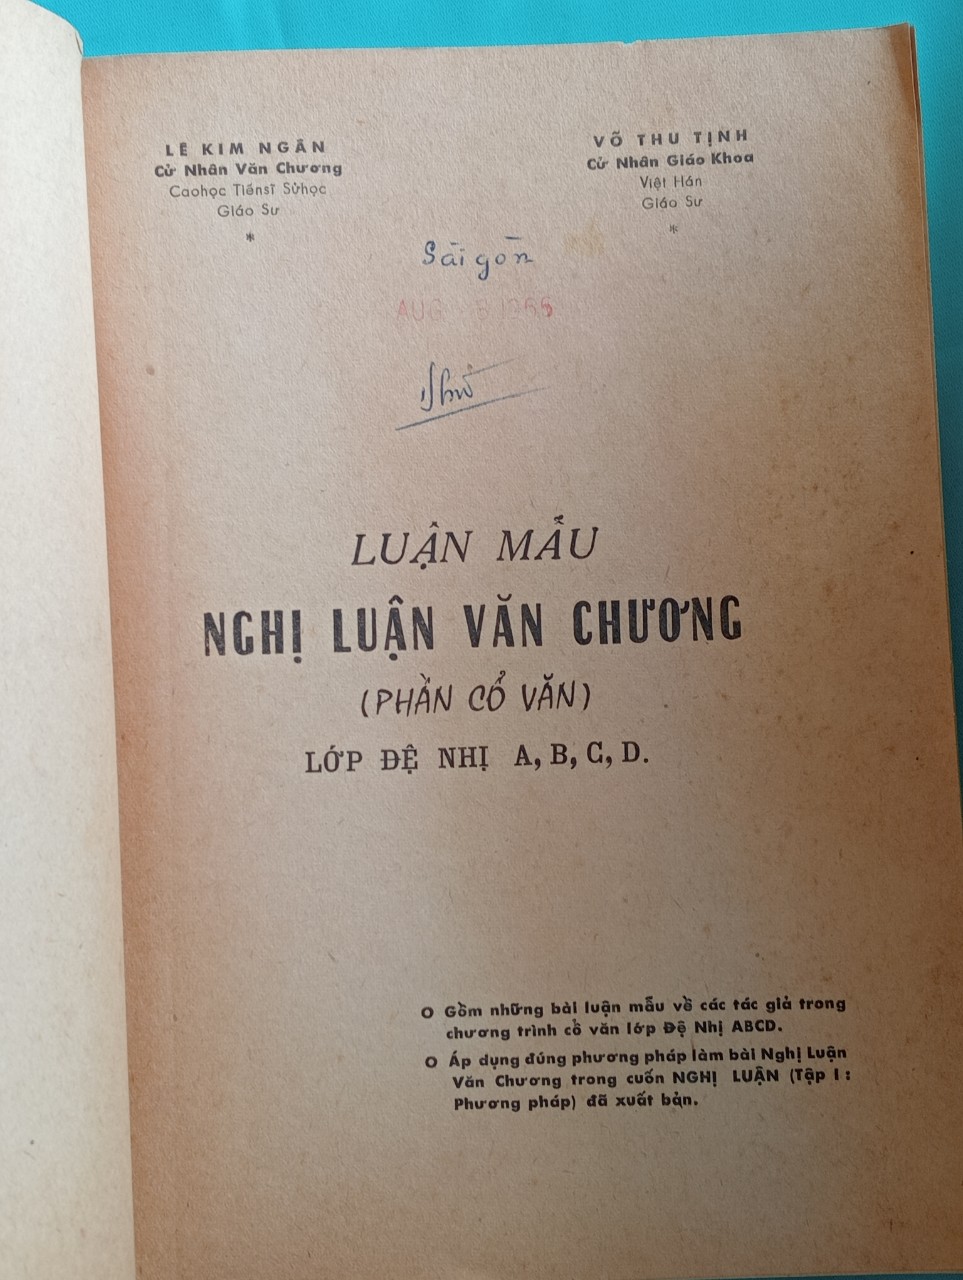 LÊ KIM NGÂN
Cử Nhân Văn Chương
Caohọc Tiếnsĩ Sửhọc
Giáo Sư
*
VÕ THU TỊNH
Cử Nhân Giáo Khoa
Việt Hán
Giáo Sư
*
Sài gòn
AUG
LUẬN MẪU
NGHỊ LUẬN VĂN CHƯƠNG
(PHẦN CỔ VĂN)
LỚP ĐỆ NHỊ A, B, C, D.
O Gồm những bài luận mẫu về các tác giả trong
chương trình cổ văn lớp Đệ Nhị ABCD.
O Áp dụng đúng phương pháp làm bài Nghị Luận
Văn Chương trong cuốn NGHỊ LUẬN (Tập I :
Phương pháp) đã xuất bản.